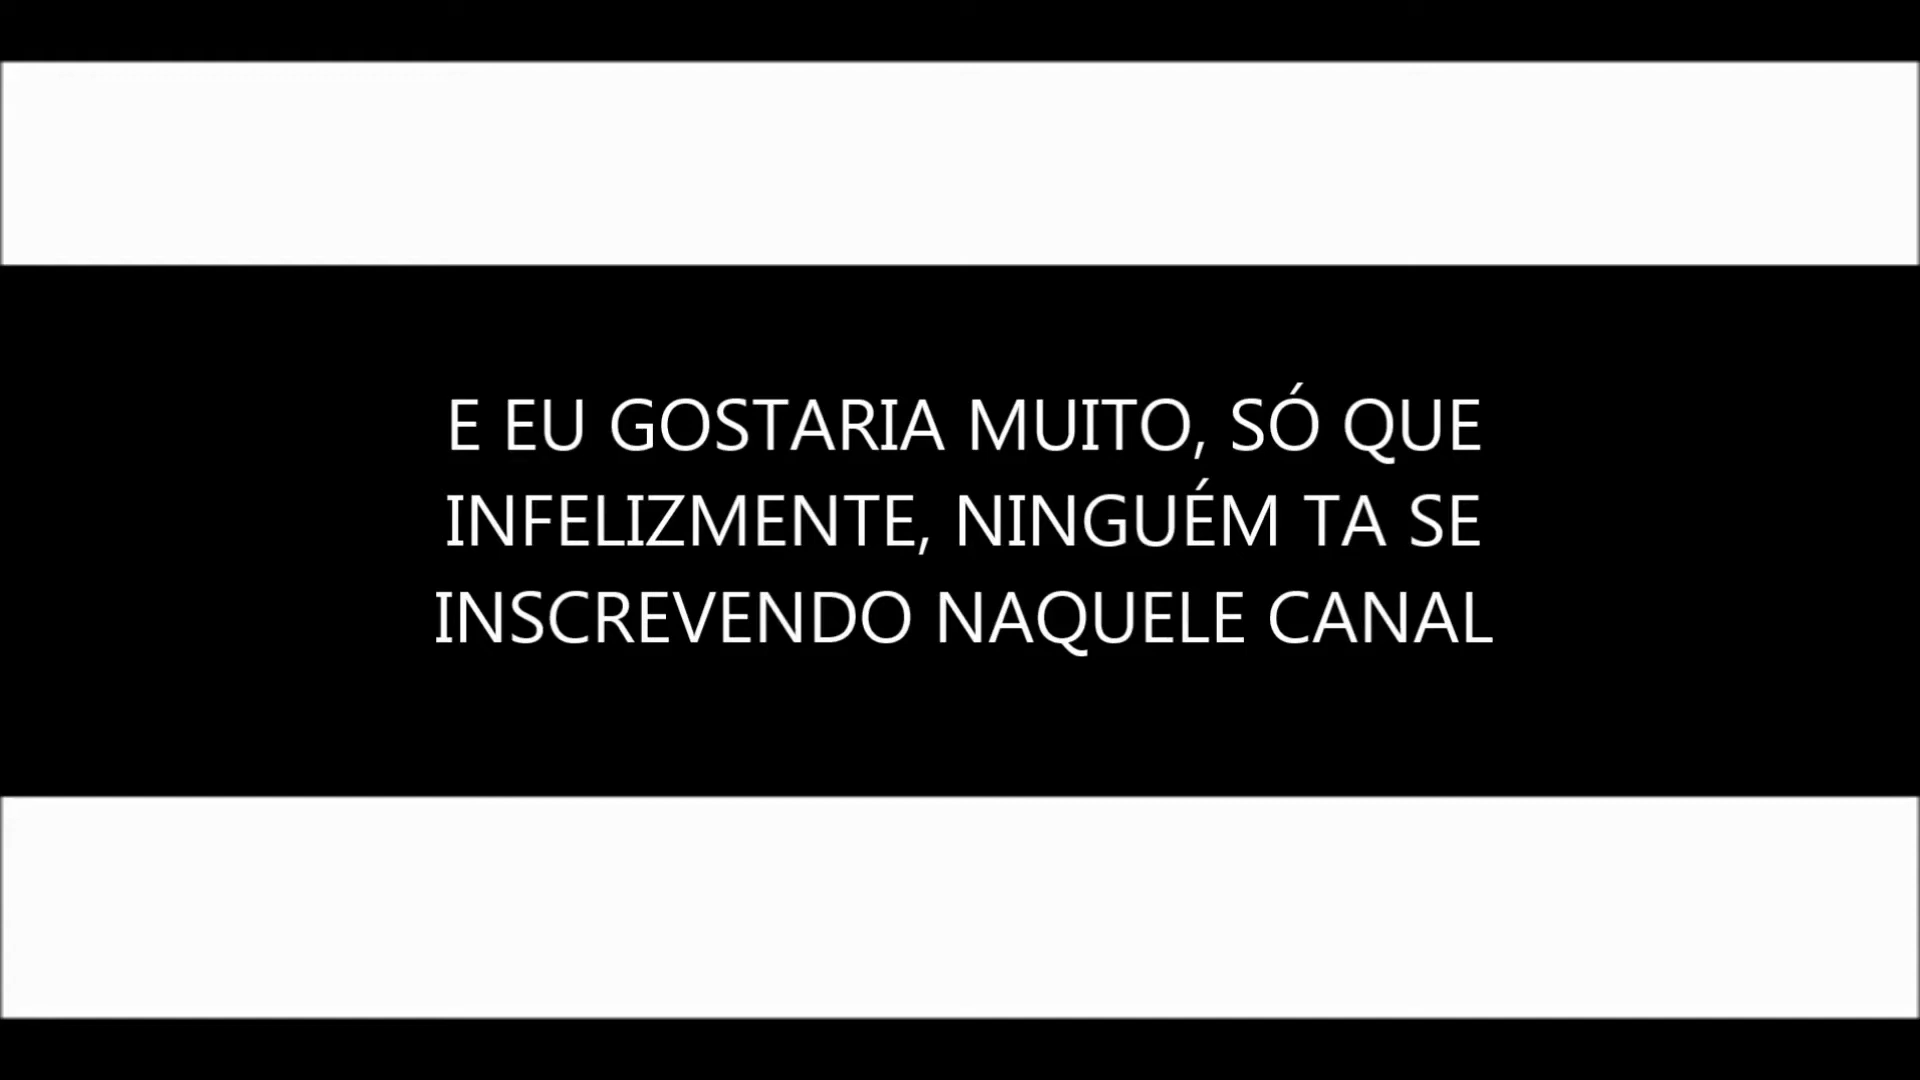 E EU GOSTARIA MUITO, SÓ QUE
INFELIZMENTE, NINGUÉM TA SE
INSCREVENDO NAQUELE CANAL